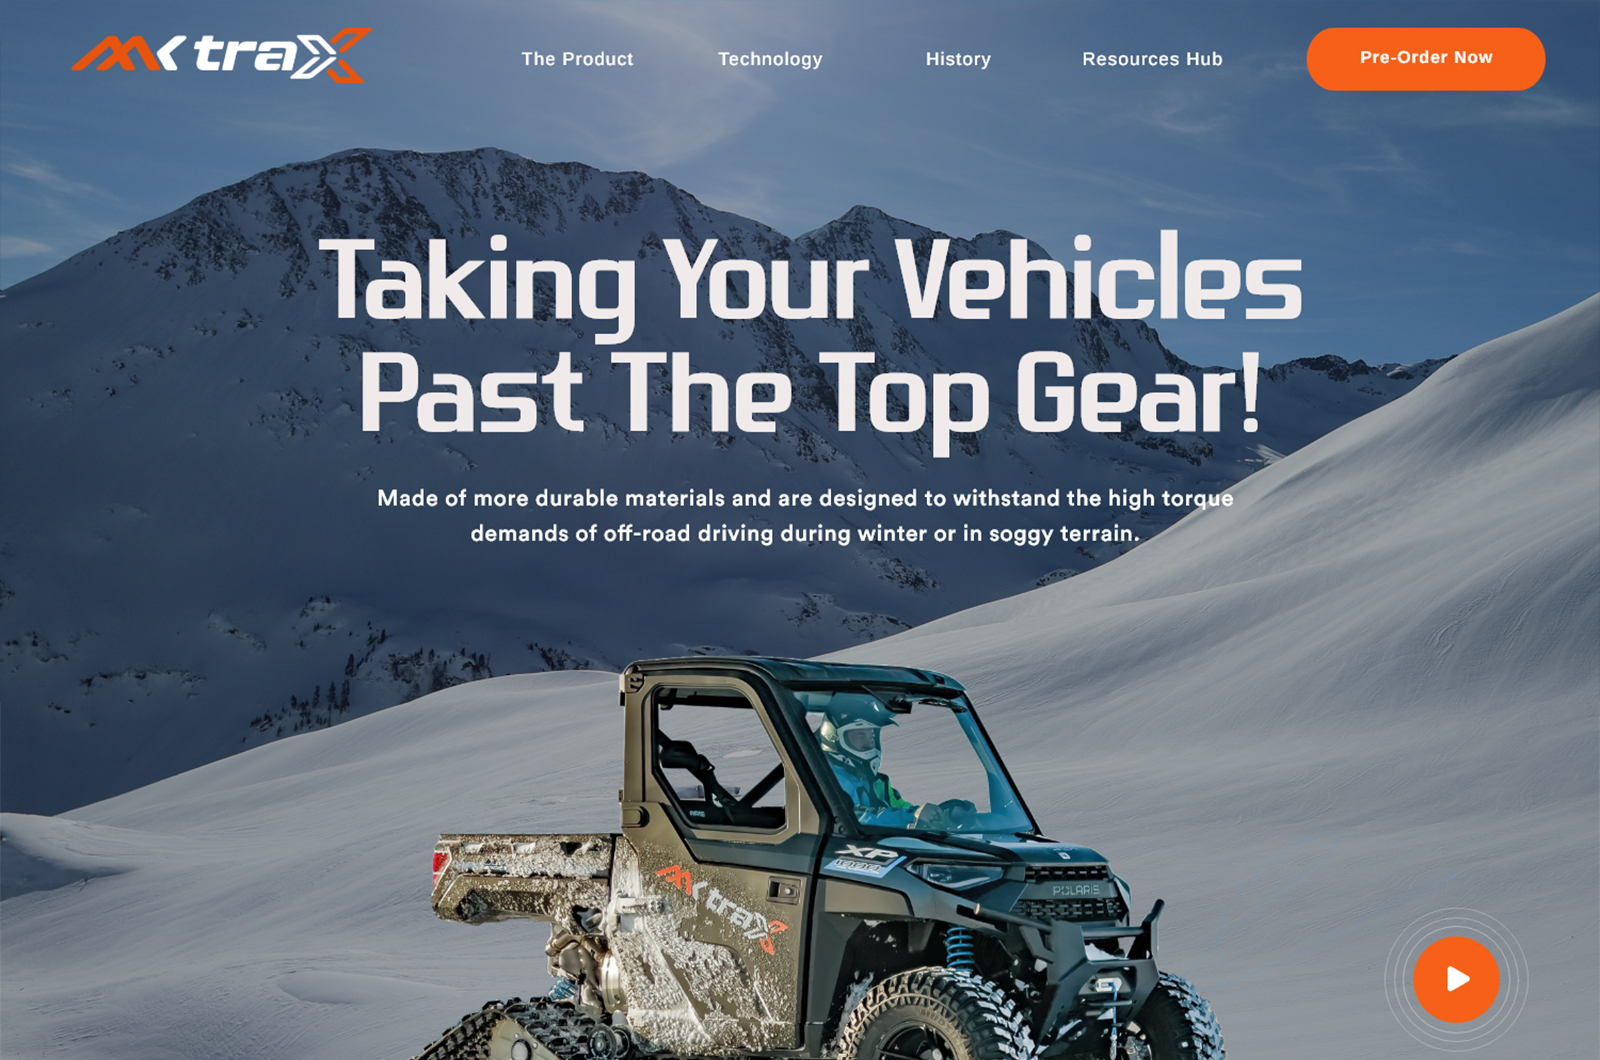 MK traX
The Product
Technology
History
Resources Hub
Pre-Order Now
Taking Your Vehicles
Past The Top Gear!
Made of more durable materials and are designed to withstand the high torque
demands of off-road driving during winter or in soggy terrain.
XP
1000
POLARIS
MK traX